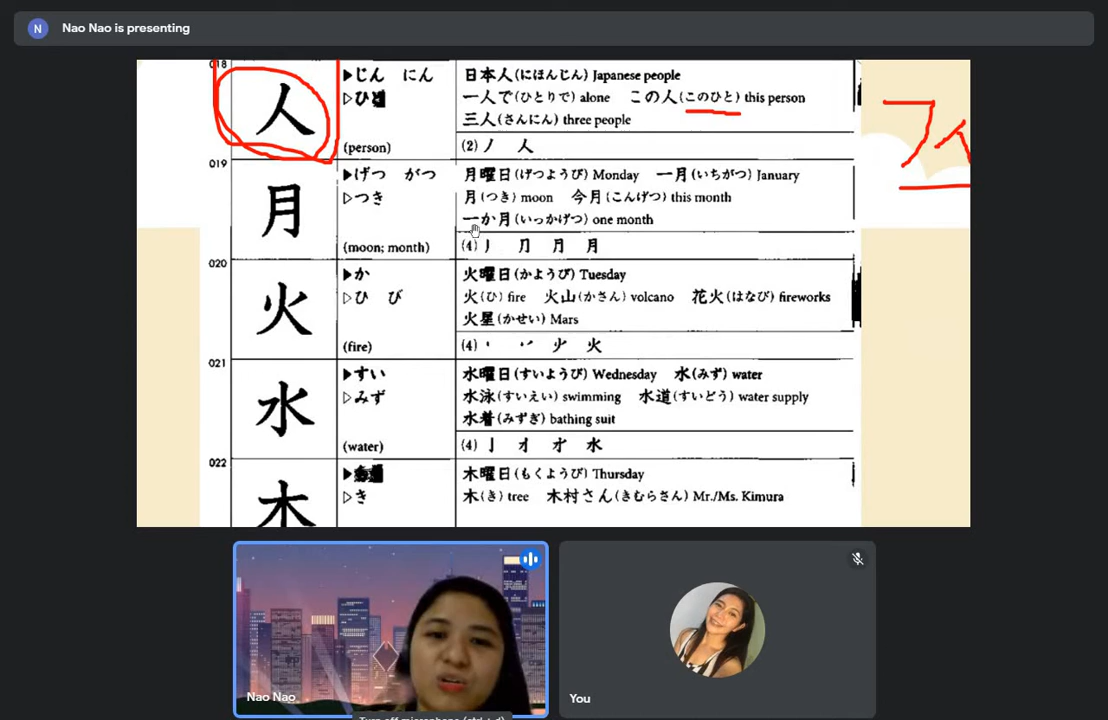 N Nao Nao is presenting
018
人
▶じん にん
▷ひ
(person)
日本人(にほんじん) Japanese people
一人で(ひとりで) alone この人(このひと) this person
三人(さんにん) three people
(2) ノ 人
019
月
▶げつ がつ
▷つき
(moon; month)
月曜日(げつようび) Monday 一月(いちがつ) January
月(つき) moon 今月(こんげつ) this month
一か月(いっかげつ) one month
(4) 丿 ⺆ 月 月
020
火
▶か
▷ひ び
(fire)
火曜日(かようび) Tuesday
火(ひ) fire 火山(かさん) volcano 花火(はなび) fireworks
火星(かせい) Mars
(4) 丶 丷 火
021
水
▶すい
▷みず
(water)
水曜日(すいようび) Wednesday 水(みず) water
水泳(すいえい) swimming 水道(すいどう) water supply
水着(みずぎ) bathing suit
(4) 亅 水
022
木
▷き
木曜日(もくようび) Thursday
木(き) tree 木村さん(きむらさん) Mr./Ms. Kimura
Nao Nao
You
Turn off microphone (ctrl + d)